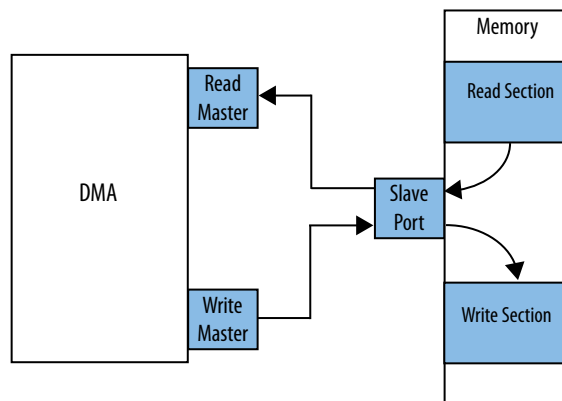 Memory
Read
Master
Read Section
DMA
Slave
Port
Write
Master
Write Section